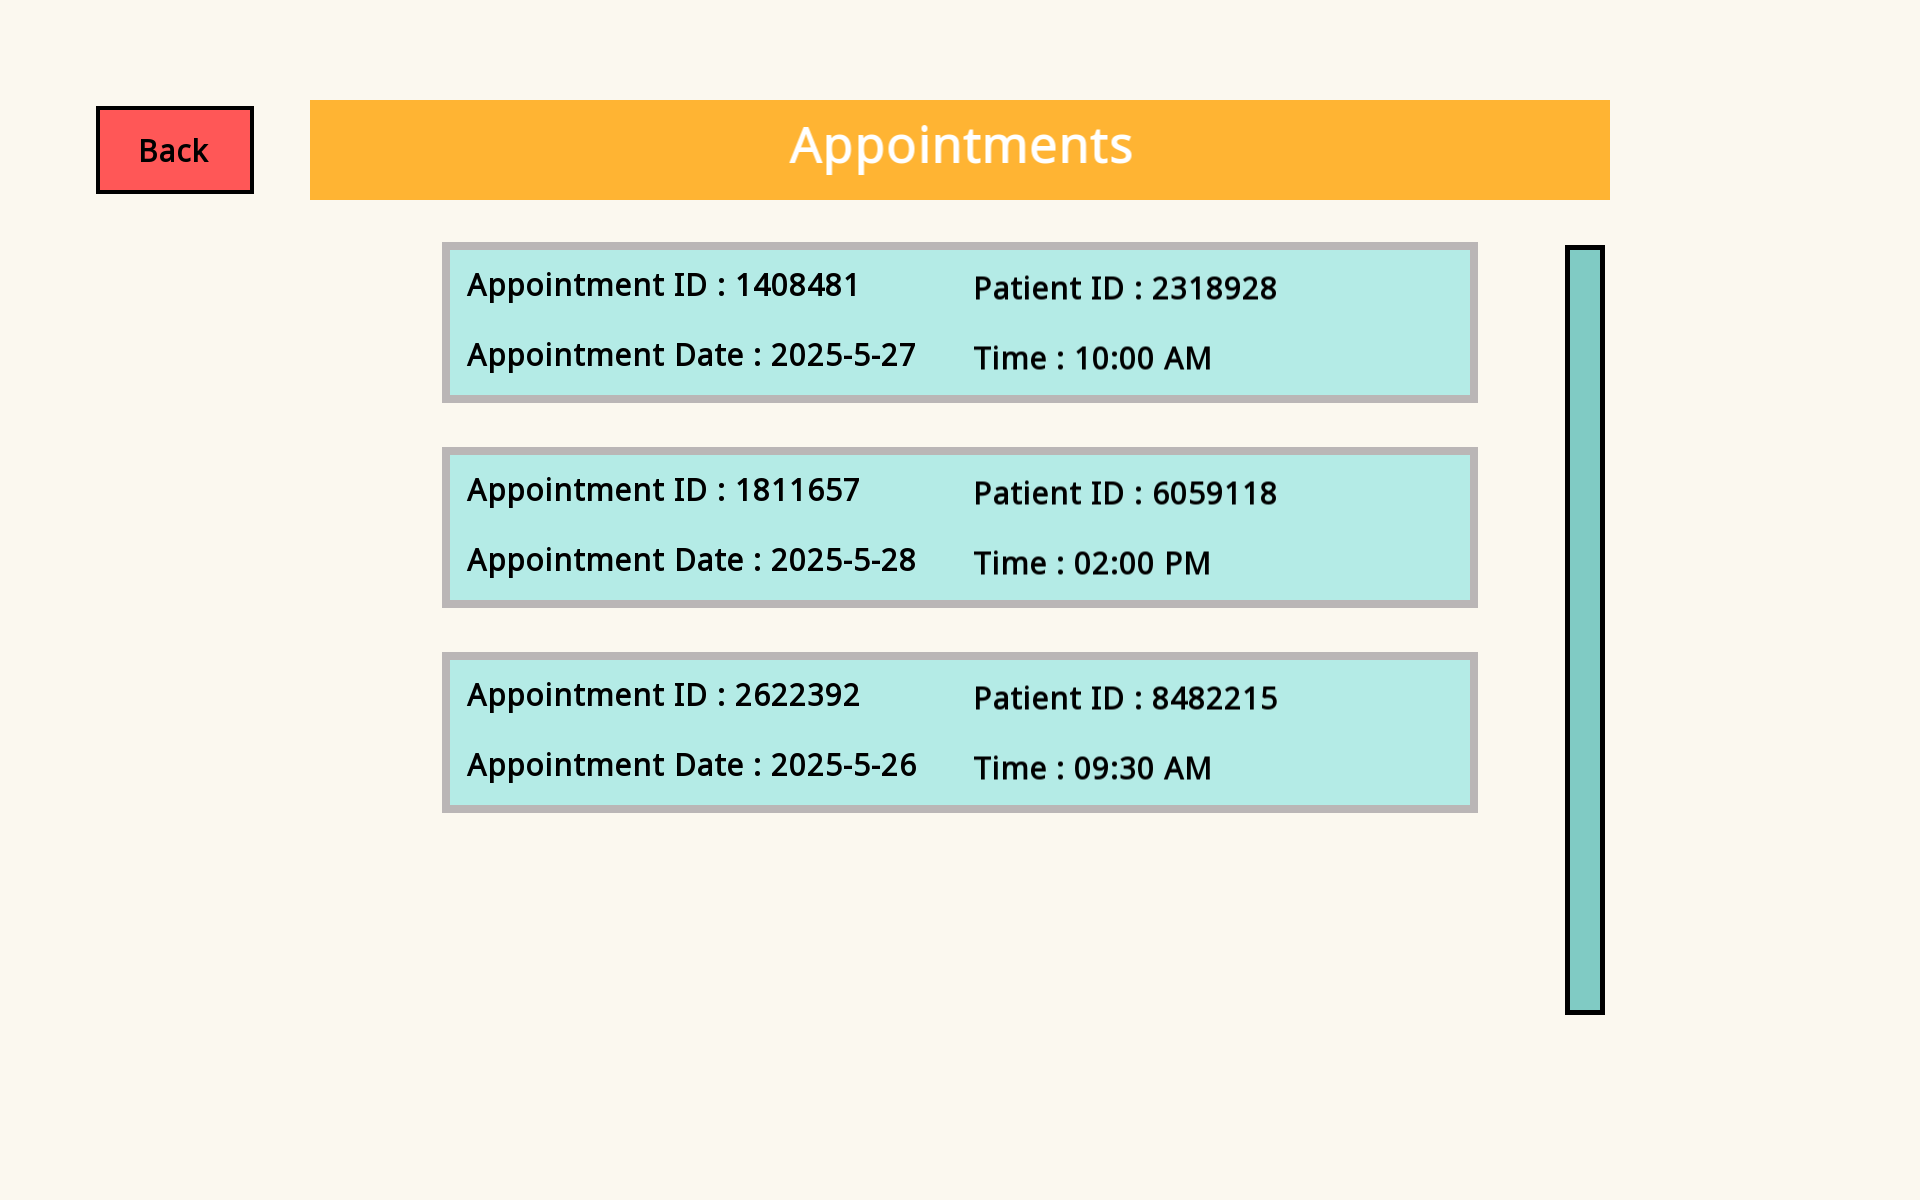 Back
Appointments
Appointment ID : 1408481
Patient ID : 2318928
Appointment Date : 2025-5-27
Time : 10:00 AM
Appointment ID : 1811657
Patient ID : 6059118
Appointment Date : 2025-5-28
Time : 02:00 PM
Appointment ID : 2622392
Patient ID : 8482215
Appointment Date : 2025-5-26
Time : 09:30 AM